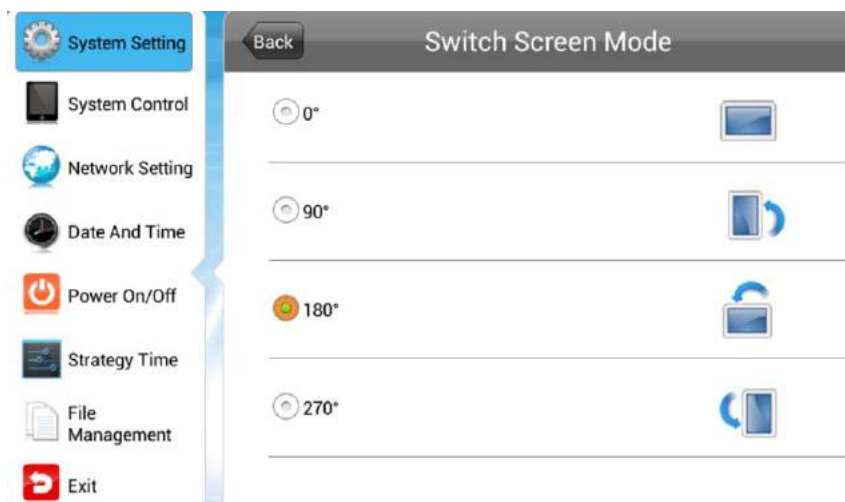 System Setting
System Control
Network Setting
Date And Time
Power On/Off
Strategy Time
File
Management
Exit
Back
Switch Screen Mode
0°
90°
180°
270°